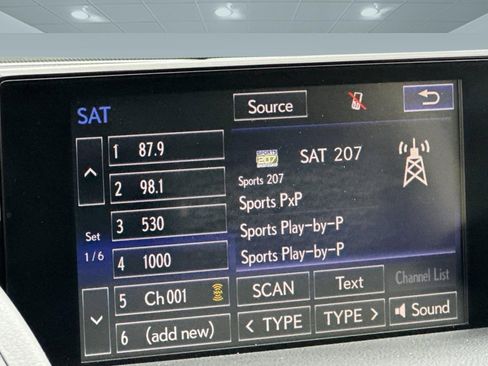 SAT
Source
1 87.9
2 98.1
3 530
4 1000
5 Ch 001
6 (add new)
Set
1/6
SPORTS
207
SAT 207
Sports 207
Sports PxP
Sports Play-by-P
Sports Play-by-P
SCAN
Text
Channel List
< TYPE
TYPE >
Sound